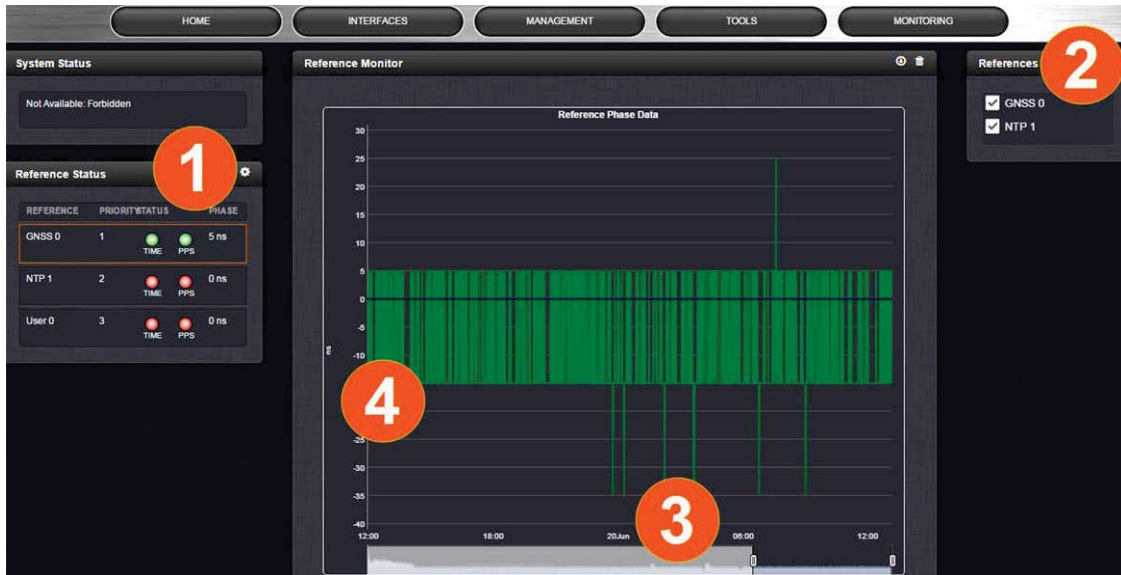 HOME INTERFACES MANAGEMENT TOOLS MONITORING
System Status
Not Available: Forbidden
1
Reference Status
REFERENCE PRIORITY STATUS PHASE
GNSS 0 1 TIME PPS 5 ns
NTP 1 2 TIME PPS 0 ns
User 0 3 TIME PPS 0 ns
Reference Monitor
Reference Phase Data
30
25
20
15
10
5
0
-5
ns
-10
4
-25
-30
-35
-40
12:00 18:00 20Jun 06:00 12:00
3
References
2
GNSS 0
NTP 1